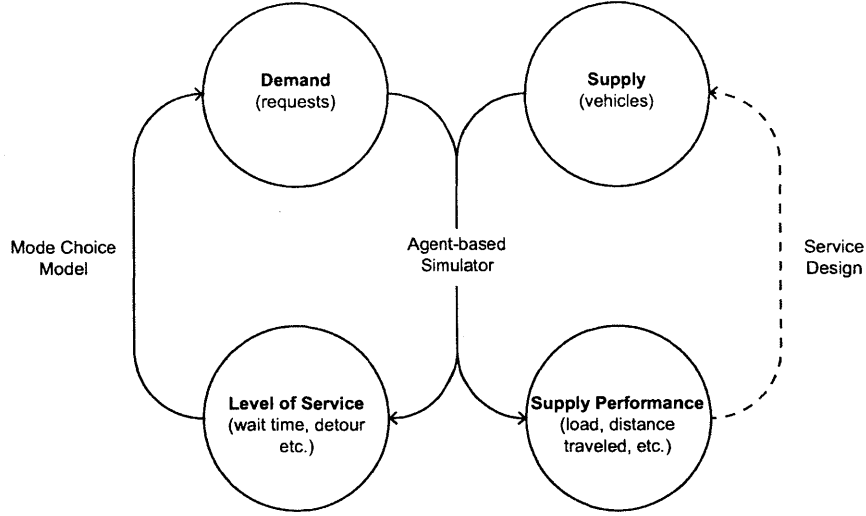 Demand
(requests)
Supply
(vehicles)
Mode Choice
Model
Agent-based
Simulator
Service
Design
Level of Service
(wait time, detour
etc.)
Supply Performance
(load, distance
traveled, etc.)